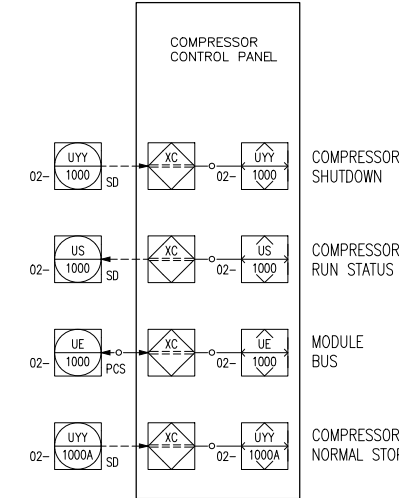 COMPRESSOR
CONTROL PANEL
UYY
02- 1000 SD
XC
UYY
02- 1000
COMPRESSOR
SHUTDOWN
US
02- 1000 SD
XC
US
02- 1000
COMPRESSOR
RUN STATUS
UE
02- 1000 PCS
XC
UE
02- 1000
MODULE
BUS
UYY
02- 1000A SD
XC
UYY
02- 1000A
COMPRESSOR
NORMAL STOP